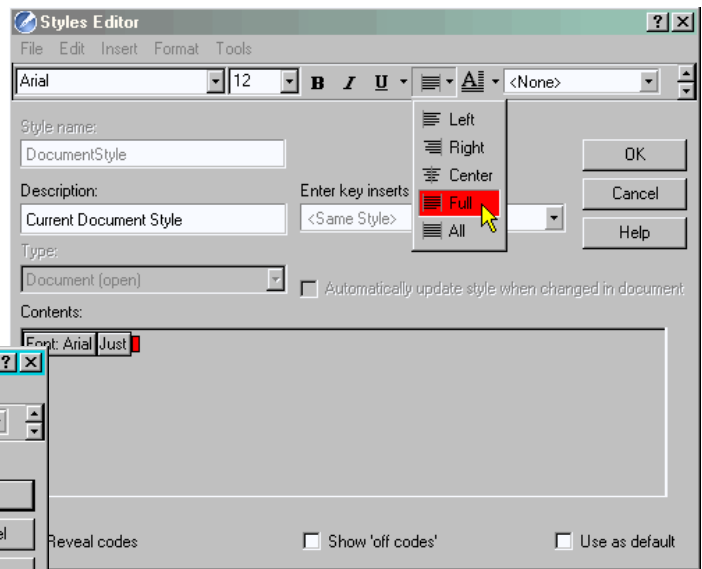 Styles Editor
File Edit Insert Format Tools
Arial 12 B I U A <None>
Left
Style name:
Right
DocumentStyle
OK
Center
Description:
Enter key inserts
Cancel
Full
Current Document Style
<Same Style>
All
Help
Type:
Document (open)
Automatically update style when changed in document
Contents:
Font: Arial Just
Reveal codes
Show 'off codes'
Use as default